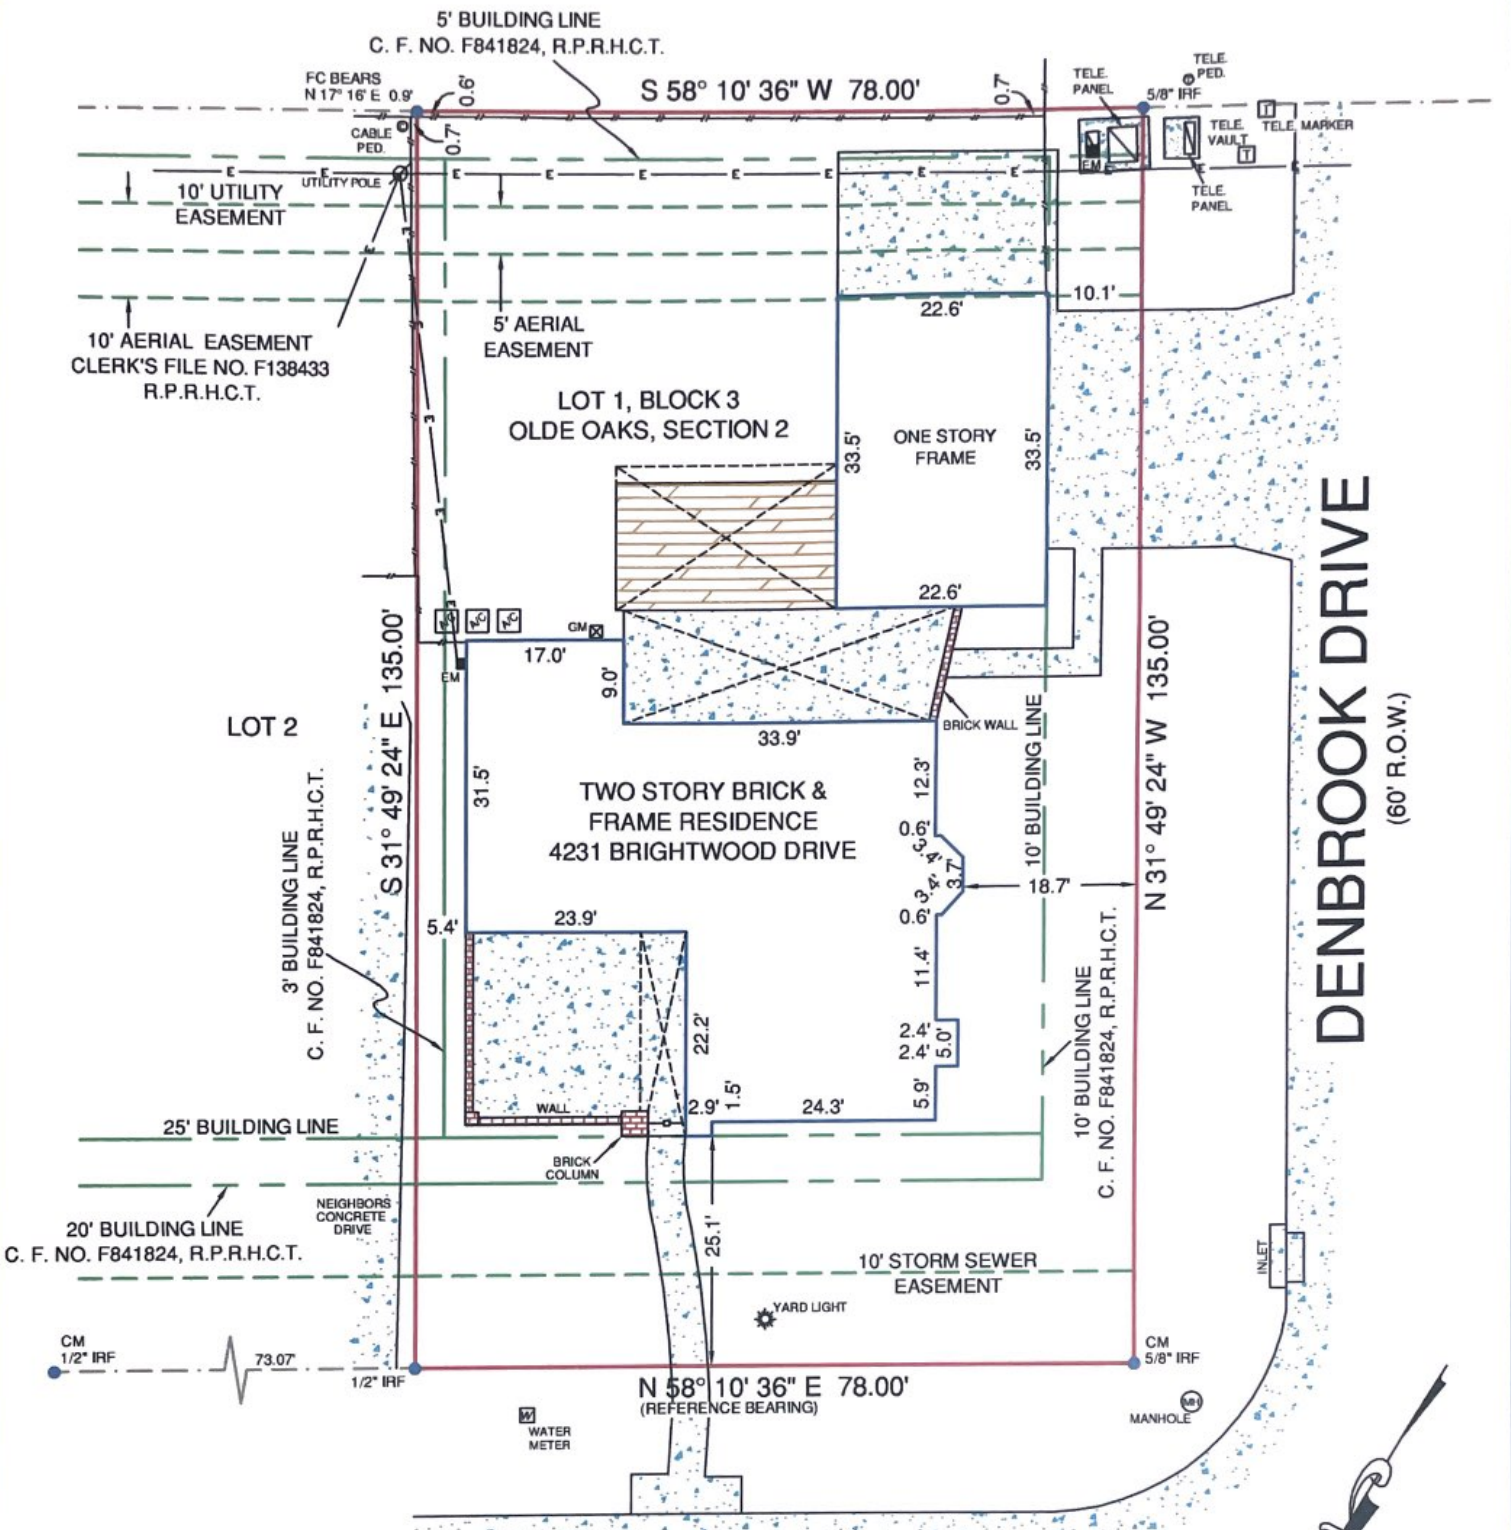 5' BUILDING LINE
C. F. NO. F841824, R.P.R.H.C.T.
FC BEARS
N 17° 16' E 0.9'
0.6'
S 58° 10' 36" W 78.00'
0.7'
TELE.
PANEL
TELE.
PED.
5/8" IRF
CABLE
PED.
0.7'
EM
TELE.
VAULT
T
TELE. MARKER
T
TELE.
PANEL
UTILITY POLE
E E E E E E E E E E E
10' UTILITY
EASEMENT
10.1'
22.6'
5' AERIAL
EASEMENT
10' AERIAL EASEMENT
CLERK'S FILE NO. F138433
R.P.R.H.C.T.
LOT 1, BLOCK 3
OLDE OAKS, SECTION 2
33.5'
ONE STORY
FRAME
33.5'
22.6'
A/C A/C A/C
GM
17.0'
EM
9.0'
BRICK WALL
33.9'
S 31° 49' 24" E 135.00'
N 31° 49' 24" W 135.00'
DENBROOK DRIVE
(60' R.O.W.)
LOT 2
31.5'
TWO STORY BRICK &
FRAME RESIDENCE
4231 BRIGHTWOOD DRIVE
12.3'
0.6'
3.4'
3.7'
3.4'
0.6'
18.7'
10' BUILDING LINE
3' BUILDING LINE
C. F. NO. F841824, R.P.R.H.C.T.
5.4'
23.9'
11.4'
2.4'
2.4'
5.0'
5.9'
22.2'
10' BUILDING LINE
C. F. NO. F841824, R.P.R.H.C.T.
WALL
2.9'
1.5'
24.3'
25' BUILDING LINE
BRICK
COLUMN
20' BUILDING LINE
C. F. NO. F841824, R.P.R.H.C.T.
NEIGHBORS
CONCRETE
DRIVE
25.1'
10' STORM SEWER
EASEMENT
INLET
YARD LIGHT
CM
1/2" IRF
73.07'
1/2" IRF
CM
5/8" IRF
N 58° 10' 36" E 78.00'
(REFERENCE BEARING)
W
WATER
METER
MH
MANHOLE